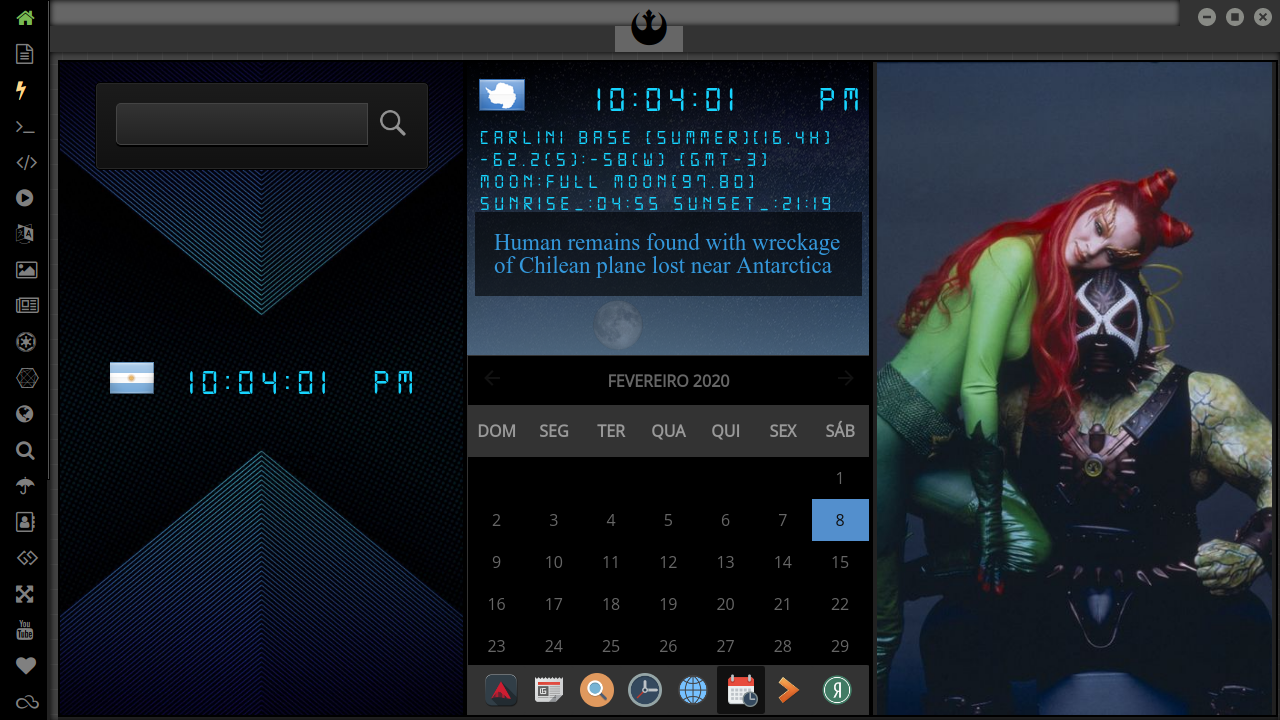 10:04:01 PM
CARLINI BASE (SUMMER)(16.4H)
-62.2(S):-58(W) (GMT-3)
MOON:FULL MOON(97.80)
SUNRISE_:04:55 SUNSET_:21:19
Human remains found with wreckage
of Chilean plane lost near Antarctica
10:04:01 PM
FEVEREIRO 2020
DOM SEG TER QUA QUI SEX SÁB
1
2 3 4 5 6 7 8
9 10 11 12 13 14 15
16 17 18 19 20 21 22
23 24 25 26 27 28 29
You
Tube
Я